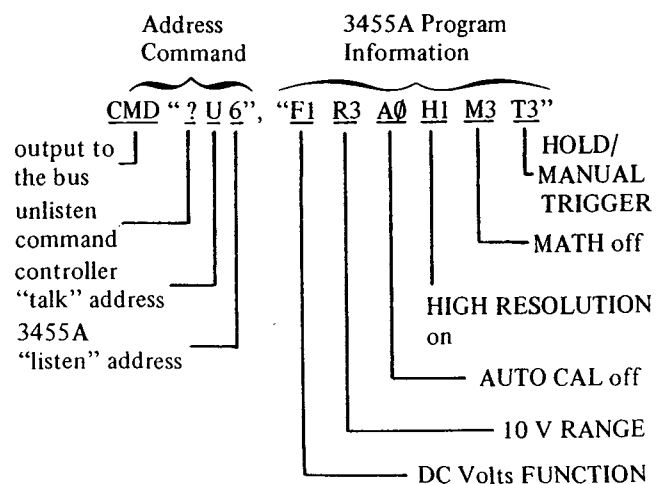 Address Command
3455A Program Information
CMD “? U 6”, “F1 R3 AØ H1 M3 T3”
output to the bus
unlisten command
controller “talk” address
3455A “listen” address
HOLD/ MANUAL TRIGGER
MATH off
HIGH RESOLUTION on
AUTO CAL off
10 V RANGE
DC Volts FUNCTION